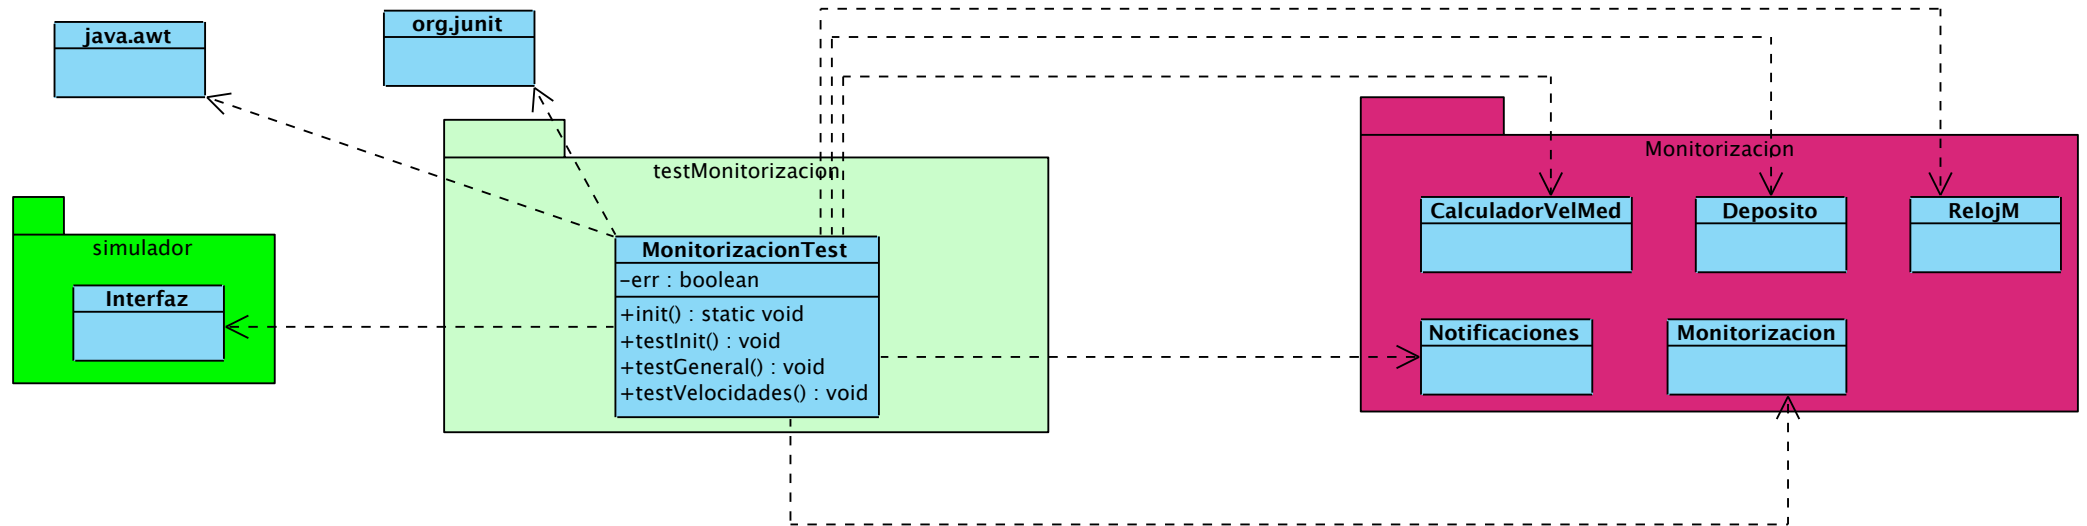 java.awt
org.junit
testMonitorizacion
Monitorizacion
simulador
Interfaz
MonitorizacionTest
-err : boolean
+init() : static void
+testInit() : void
+testGeneral() : void
+testVelocidades() : void
CalculadorVelMed
Deposito
RelojM
Notificaciones
Monitorizacion